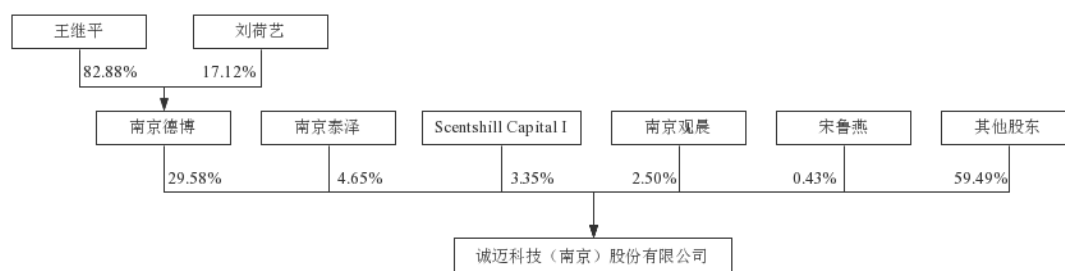 王继平
刘荷艺
82.88%
17.12%
南京德博
南京泰泽
Scentshill Capital I
南京观晨
宋鲁燕
其他股东
29.58%
4.65%
3.35%
2.50%
0.43%
59.49%
诚迈科技（南京）股份有限公司